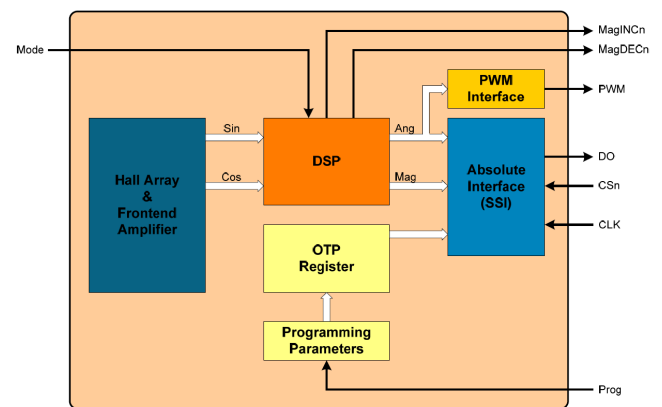 MagINCn
Mode
MagDECn
PWM
Interface
PWM
Sin
Ang
Hall Array
&
Frontend
Amplifier
DSP
Absolute
Interface
(SSI)
DO
Cos
Mag
CSn
CLK
OTP
Register
Programming
Parameters
Prog